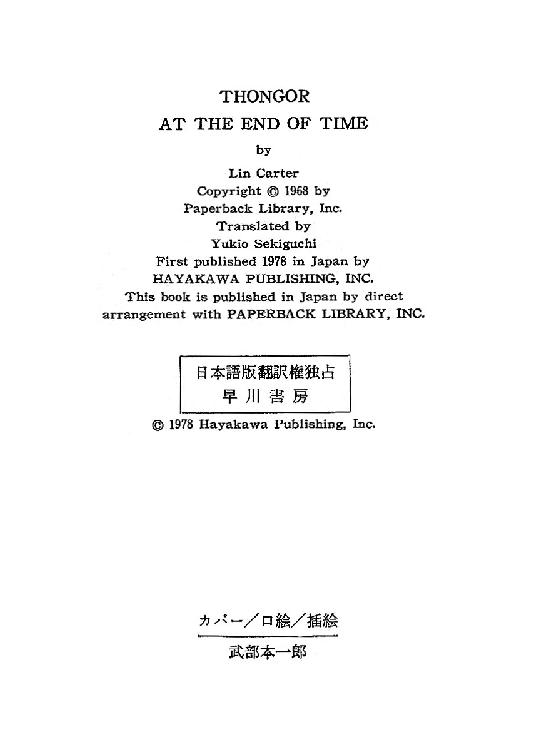 THONGOR
AT THE END OF TIME
by
Lin Carter
Copyright © 1968 by
Paperback Library, Inc.
Translated by
Yukio Sekiguchi
First published 1978 in Japan by
HAYAKAWA PUBLISHING, INC.
This book is published in Japan by direct
arrangement with PAPERBACK LIBRARY, INC.
日本語版翻訳権独占
早川書房
© 1978 Hayakawa Publishing, Inc.
カバー/口絵/插絵
武部本一郎